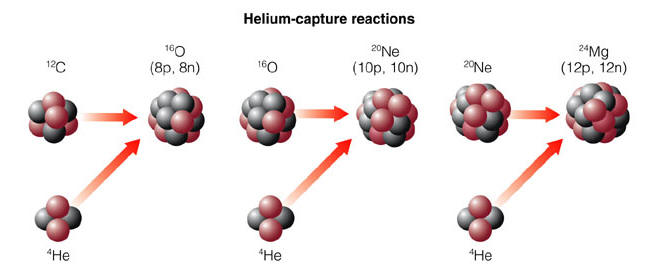 Helium-capture reactions
¹²C
¹⁶O
(8p, 8n)
¹⁶O
²⁰Ne
(10p, 10n)
²⁰Ne
²⁴Mg
(12p, 12n)
⁴He
⁴He
⁴He